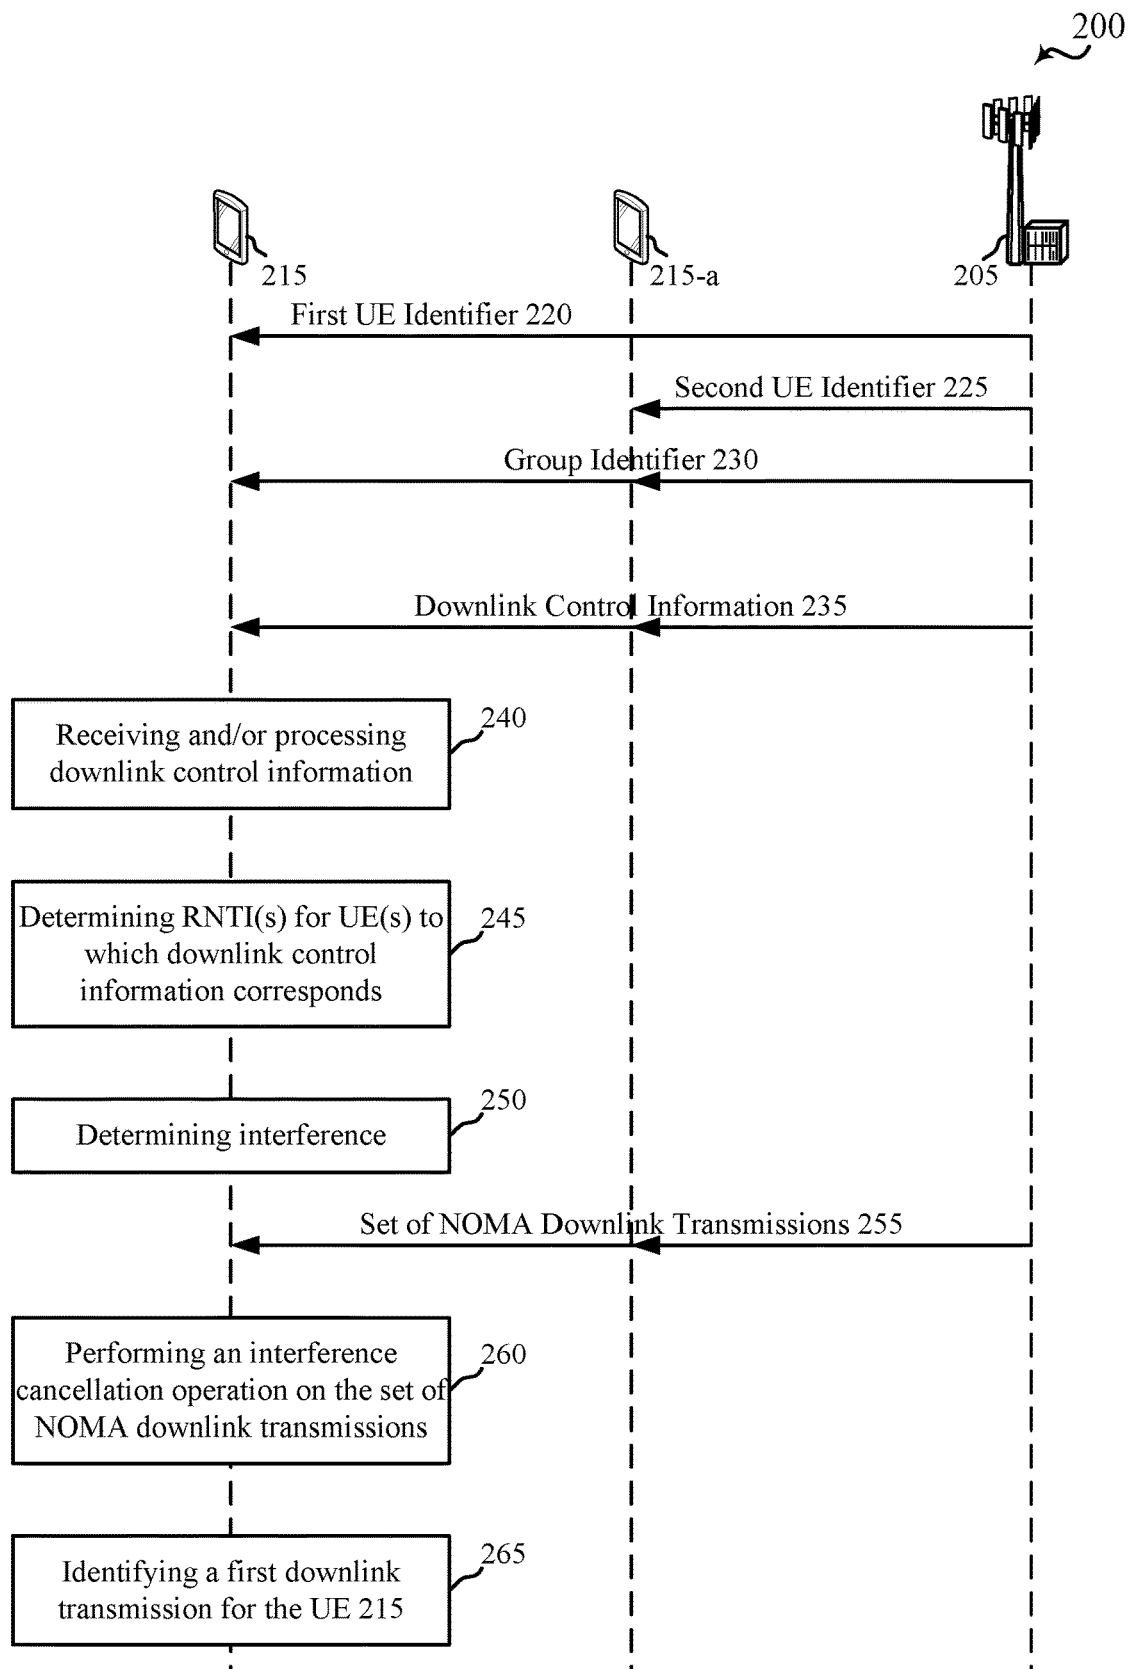 200
215
215-a
205
First UE Identifier 220
Second UE Identifier 225
Group Identifier 230
Downlink Control Information 235
Receiving and/or processing
downlink control information
240
Determining RNTI(s) for UE(s) to
which downlink control
information corresponds
245
Determining interference
250
Set of NOMA Downlink Transmissions 255
Performing an interference
cancellation operation on the set of
NOMA downlink transmissions
260
Identifying a first downlink
transmission for the UE 215
265